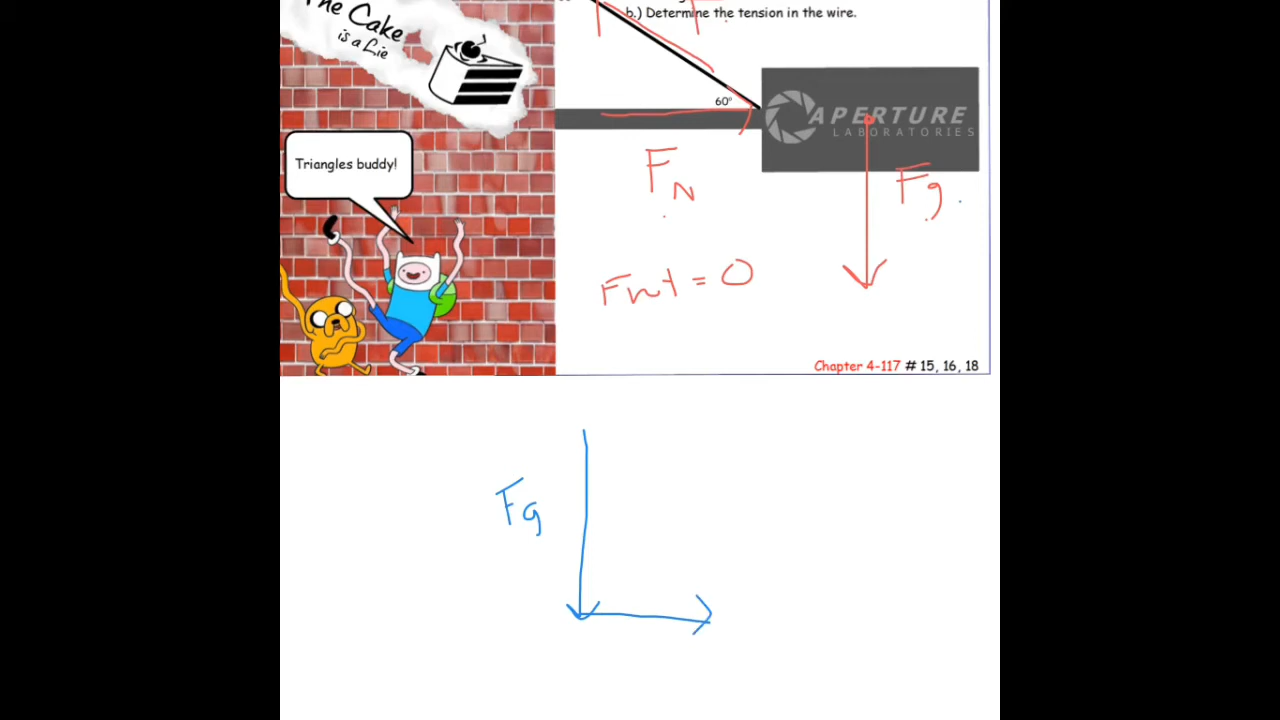 The Cake
is a Lie
b.) Determine the tension in the wire.
60°
APERTURE
LABORATORIES
Triangles buddy!
FN
Fg
Fnet = 0
Chapter 4-117 # 15, 16, 18
Fg